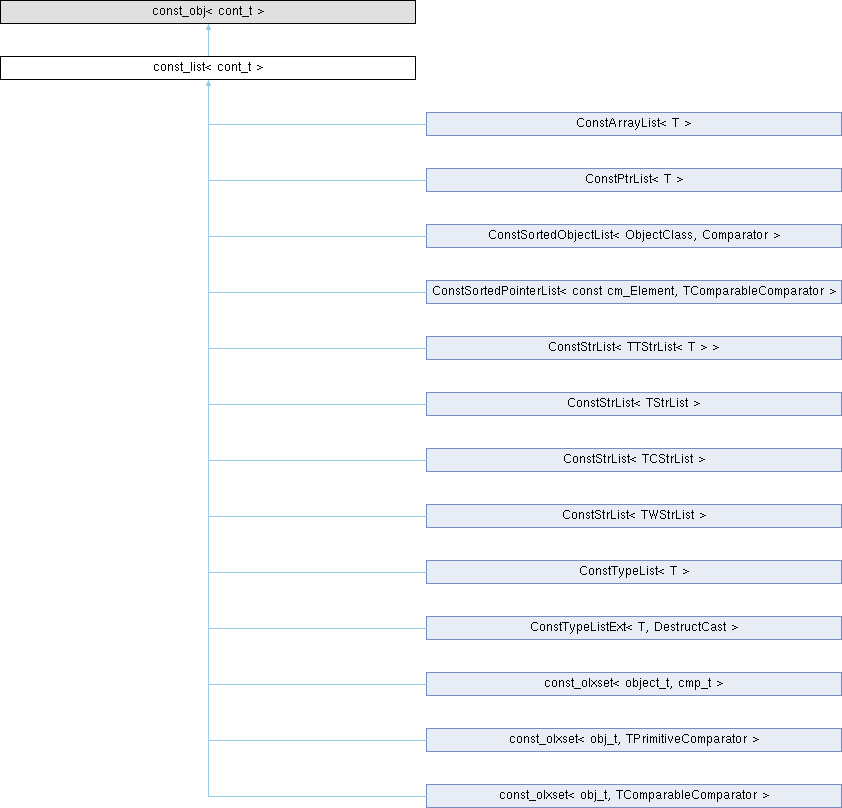 const_obj< cont_t >
const_list< cont_t >
ConstArrayList< T >
ConstPtrList< T >
ConstSortedObjectList< ObjectClass, Comparator >
ConstSortedPointerList< const cm_Element, TComparableComparator >
ConstStrList< TTStrList< T > >
ConstStrList< TStrList >
ConstStrList< TCStrList >
ConstStrList< TWStrList >
ConstTypeList< T >
ConstTypeListExt< T, DestructCast >
const_olxset< object_t, cmp_t >
const_olxset< obj_t, TPrimitiveComparator >
const_olxset< obj_t, TComparableComparator >